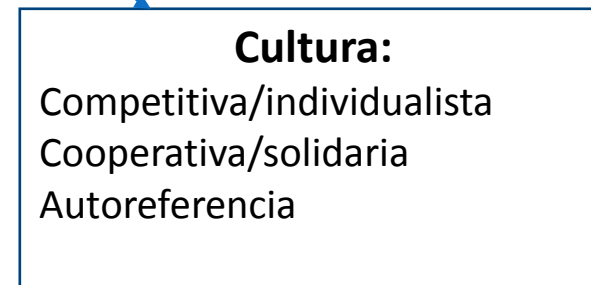 Cultura:
Competitiva/individualista
Cooperativa/solidaria
Autoreferencia